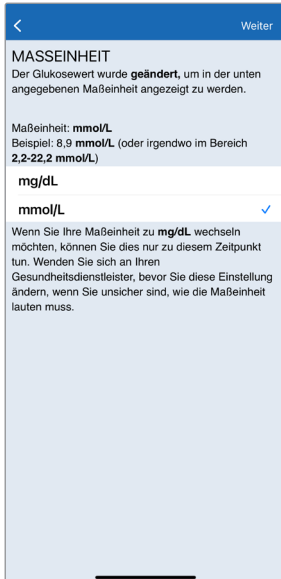 Weiter
MASSEINHEIT
Der Glukosewert wurde geändert, um in der unten
angegebenen Maßeinheit angezeigt zu werden.
Maßeinheit: mmol/L
Beispiel: 8,9 mmol/L (oder irgendwo im Bereich
2,2-22,2 mmol/L)
mg/dL
mmol/L
Wenn Sie Ihre Maßeinheit zu mg/dL wechseln
möchten, können Sie dies nur zu diesem Zeitpunkt
tun. Wenden Sie sich an Ihren
Gesundheitsdienstleister, bevor Sie diese Einstellung
ändern, wenn Sie unsicher sind, wie die Maßeinheit
lauten muss.